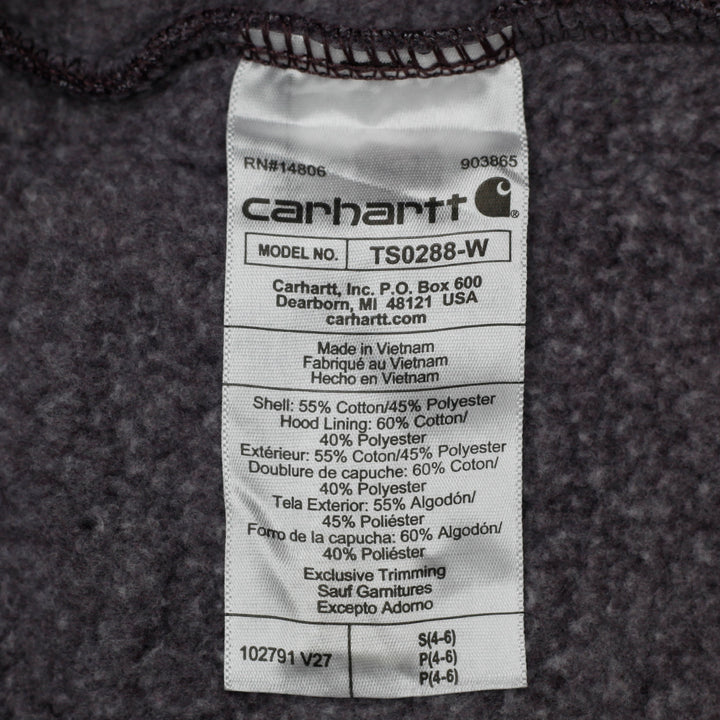 RN#14806 903865
carhartt
MODEL NO. TS0288-W
Carhartt, Inc. P.O. Box 600
Dearborn, MI 48121 USA
carhartt.com
Made in Vietnam
Fabriqué au Vietnam
Hecho en Vietnam
Shell: 55% Cotton/45% Polyester
Hood Lining: 60% Cotton/
40% Polyester
Extérieur: 55% Coton/45% Polyester
Doublure de capuche: 60% Coton/
40% Polyester
Tela Exterior: 55% Algodón/
45% Poliéster
Forro de la capucha: 60% Algodón/
40% Poliéster
Exclusive Trimming
Sauf Garnitures
Excepto Adorno
102791 V27 S(4-6)
P(4-6)
P(4-6)